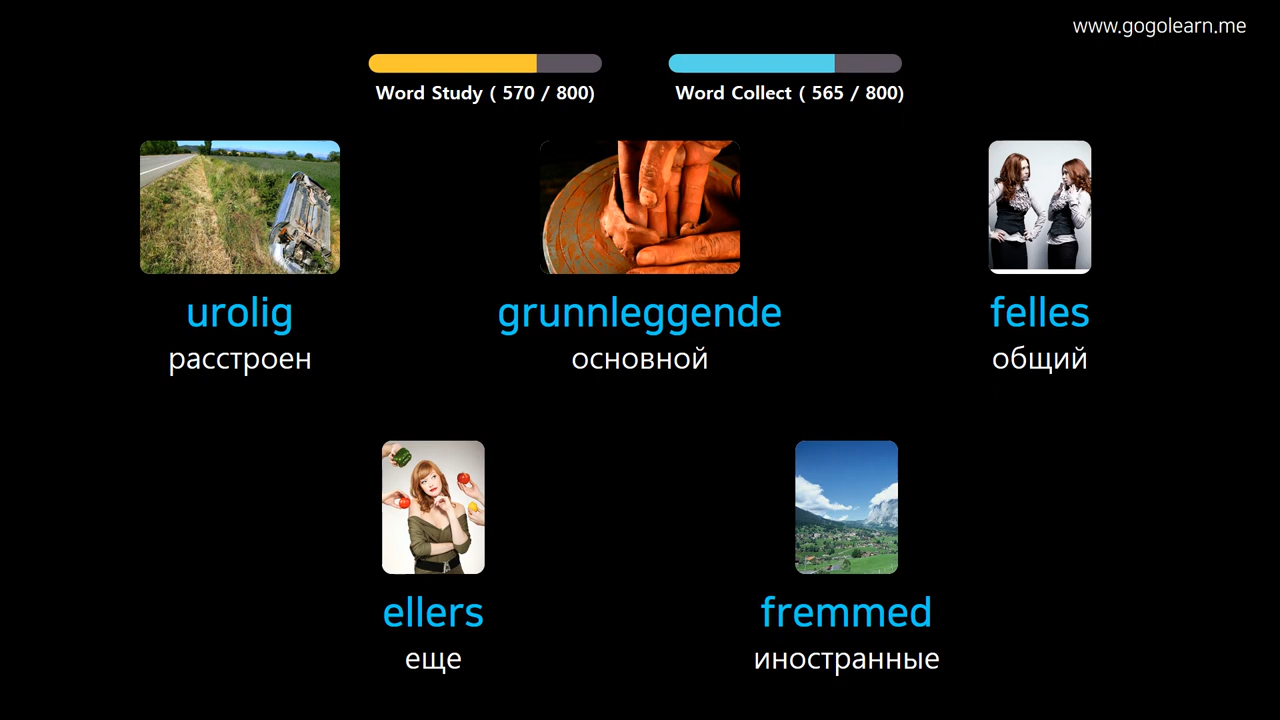 www.gogolearn.me
Word Study ( 570 / 800)
Word Collect ( 565 / 800)
urolig
расстроен
grunnleggende
основной
felles
общий
ellers
еще
fremmed
иностранные